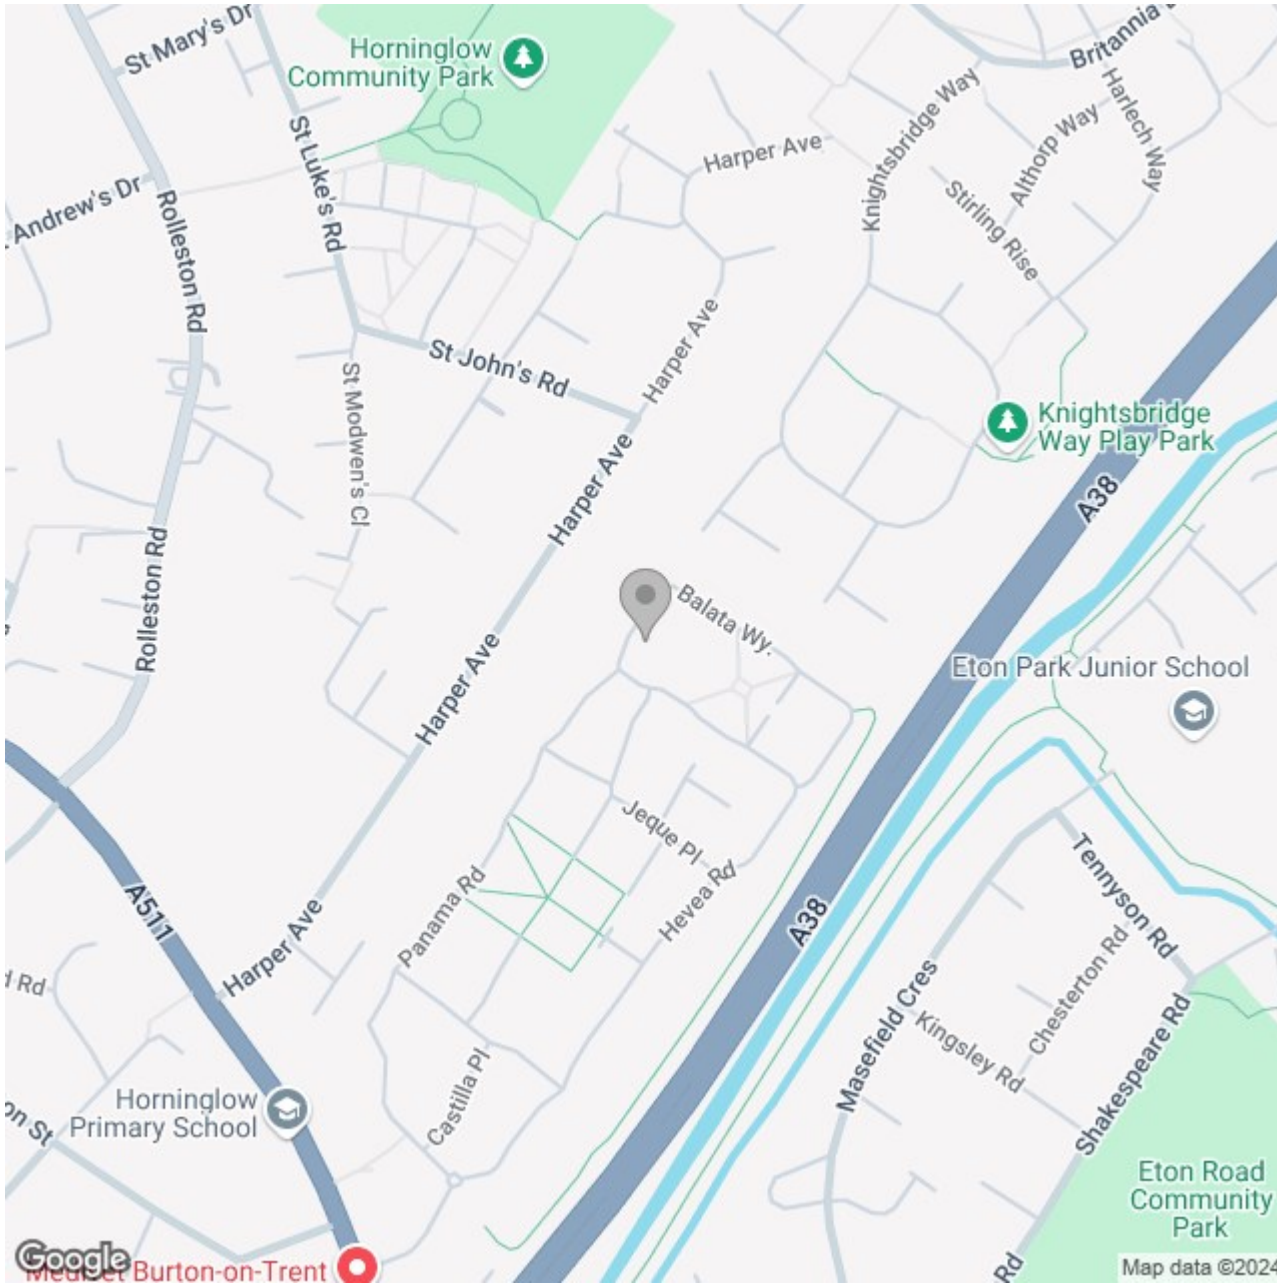 St Mary's Dr
Horninglow
Community Park
Britannia
St Luke's Rd
Harper Ave
Knightsbridge Way
Althorp Way
Harlech Way
Andrew's Dr
Rolleston Rd
Stirling Rise
Harper Ave
St John's Rd
St Modwen's Cl
Knightsbridge
Way Play Park
Harper Ave
A38
Rolleston Rd
Balata Wy.
Eton Park Junior School
Harper Ave
Jeque Pl
Tennyson Rd
Panama Rd
Hevea Rd
A511
A38
Harper Ave
Chesterton Rd
d Rd
Masefield Cres
Kingsley Rd
Shakespeare Rd
Castilla Pl
Horninglow
Primary School
on St
Eton Road
Community
Park
Google
Burton-on-Trent
Rd
Map data ©2024